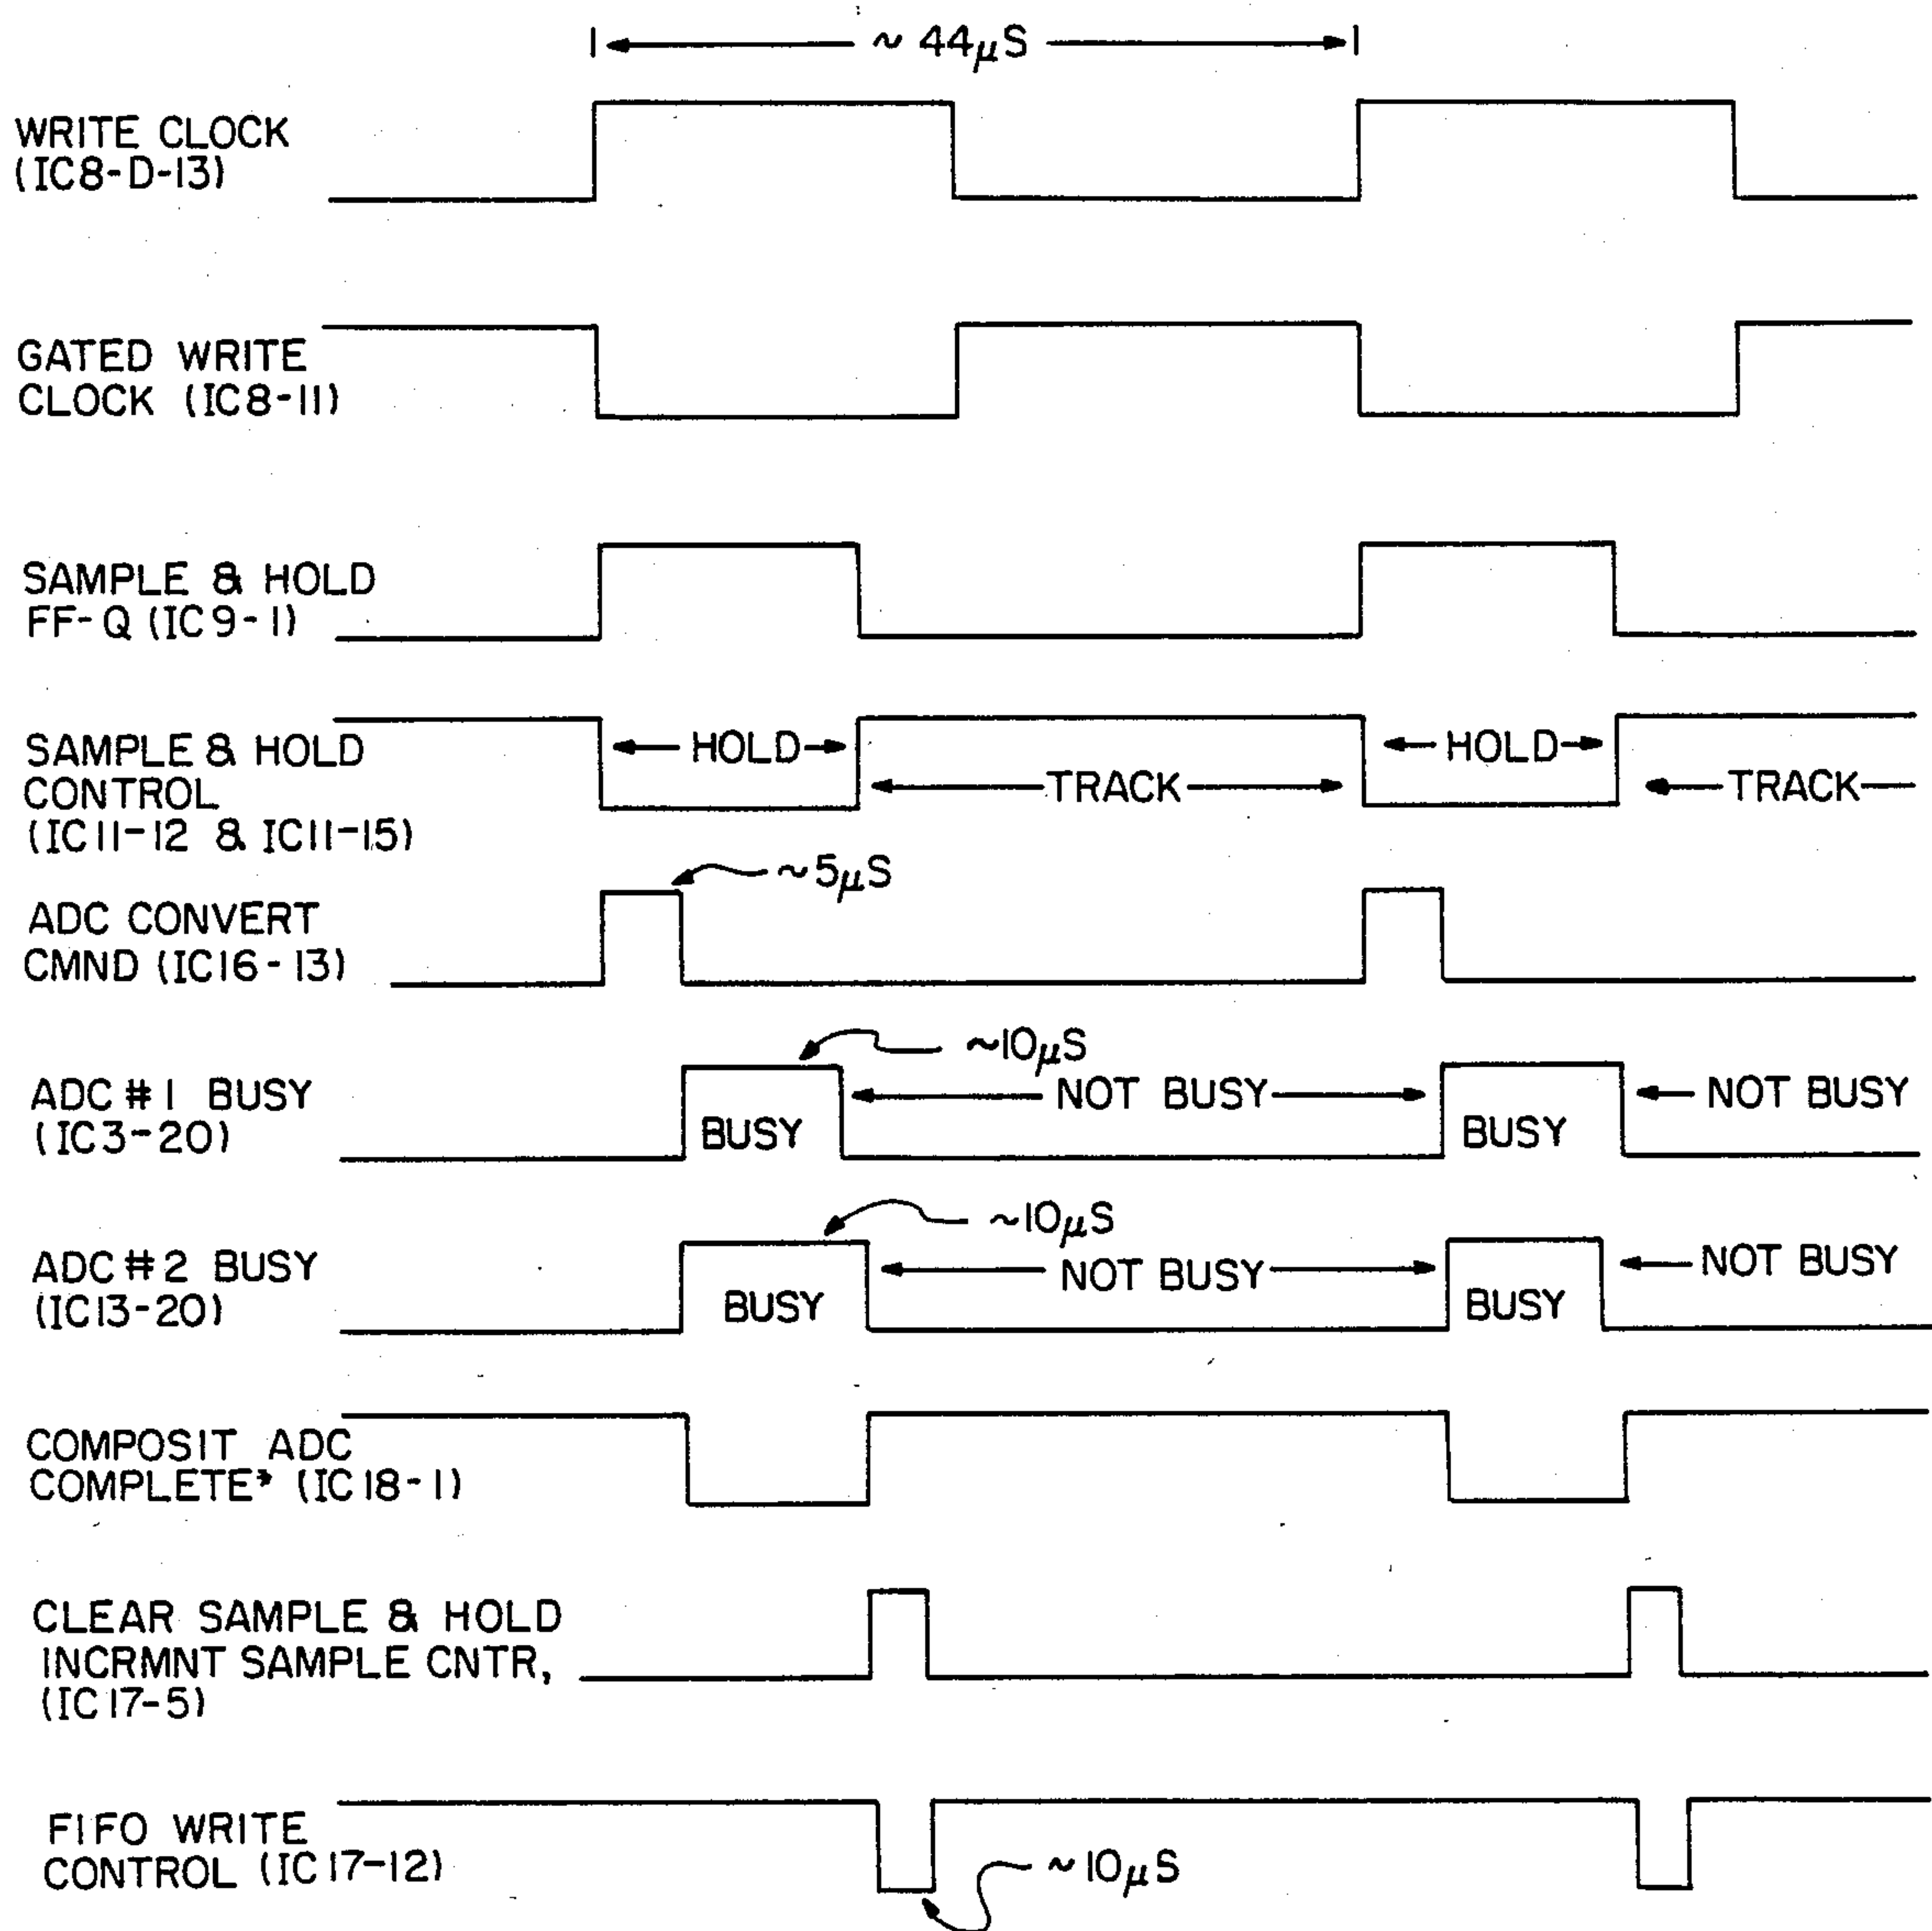 ~ 44μS
WRITE CLOCK
(IC8-D-13)
GATED WRITE
CLOCK (IC8-11)
SAMPLE & HOLD
FF-Q (IC9-1)
SAMPLE & HOLD
CONTROL
(IC11-12 & IC11-15)
HOLD
TRACK
HOLD
TRACK
~5μS
ADC CONVERT
CMND (IC16-13)
~10μS
ADC #1 BUSY
(IC3-20)
BUSY
NOT BUSY
BUSY
NOT BUSY
~10μS
ADC #2 BUSY
(IC13-20)
BUSY
NOT BUSY
BUSY
NOT BUSY
COMPOSIT ADC
COMPLETE* (IC18-1)
CLEAR SAMPLE & HOLD
INCRMNT SAMPLE CNTR,
(IC17-5)
FIFO WRITE
CONTROL (IC17-12)
~10μS